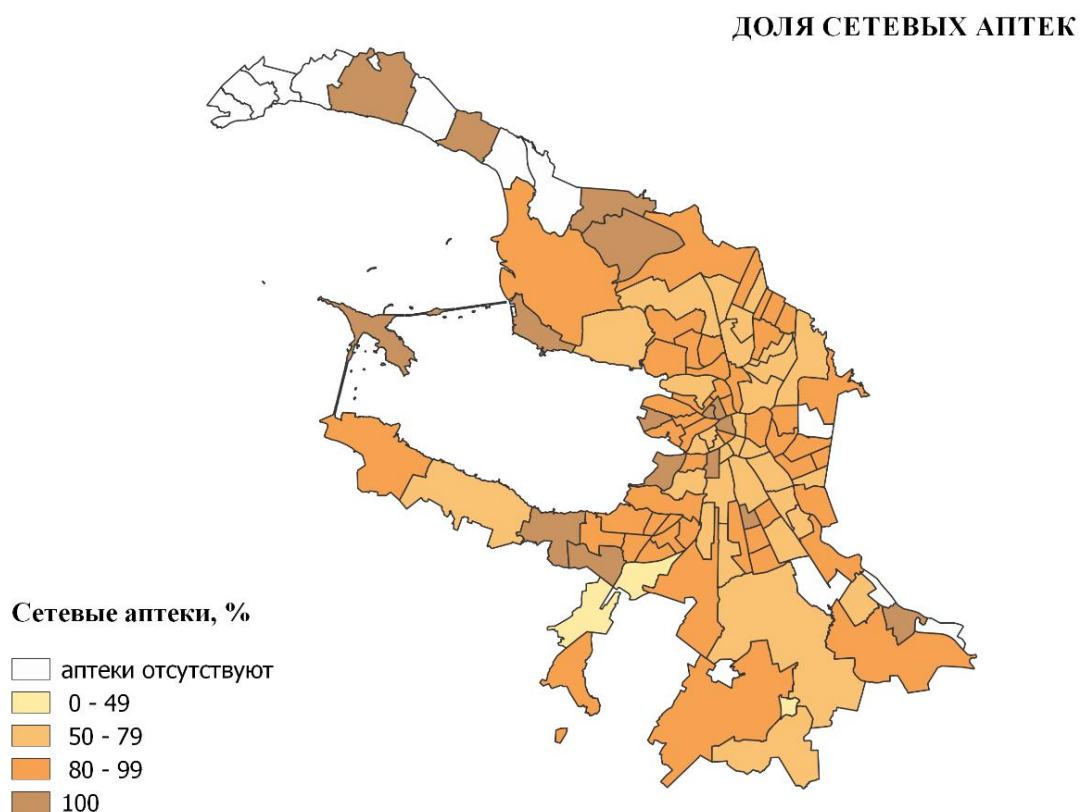 ДОЛЯ СЕТЕВЫХ АПТЕК
Сетевые аптеки, %
аптеки отсутствуют
0 - 49
50 - 79
80 - 99
100